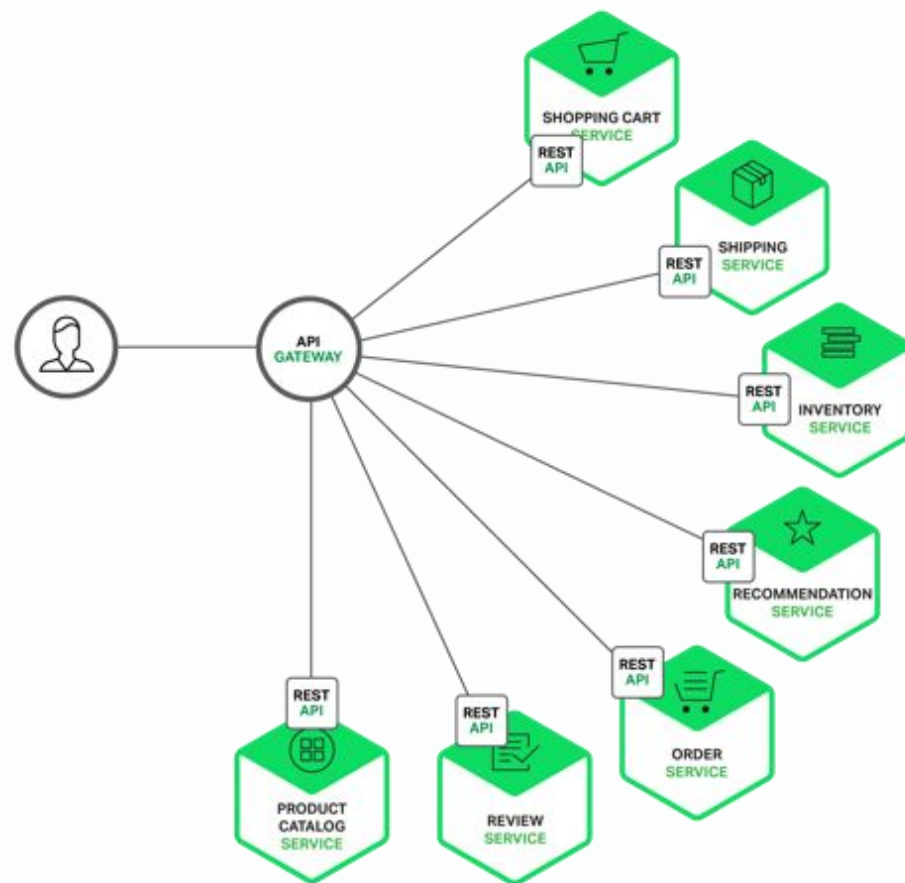 SHOPPING CART
SERVICE
REST
API
SHIPPING
SERVICE
REST
API
API
GATEWAY
INVENTORY
SERVICE
REST
API
REST
API
RECOMMENDATION
SERVICE
REST
API
ORDER
SERVICE
REST
API
REVIEW
SERVICE
REST
API
PRODUCT
CATALOG
SERVICE